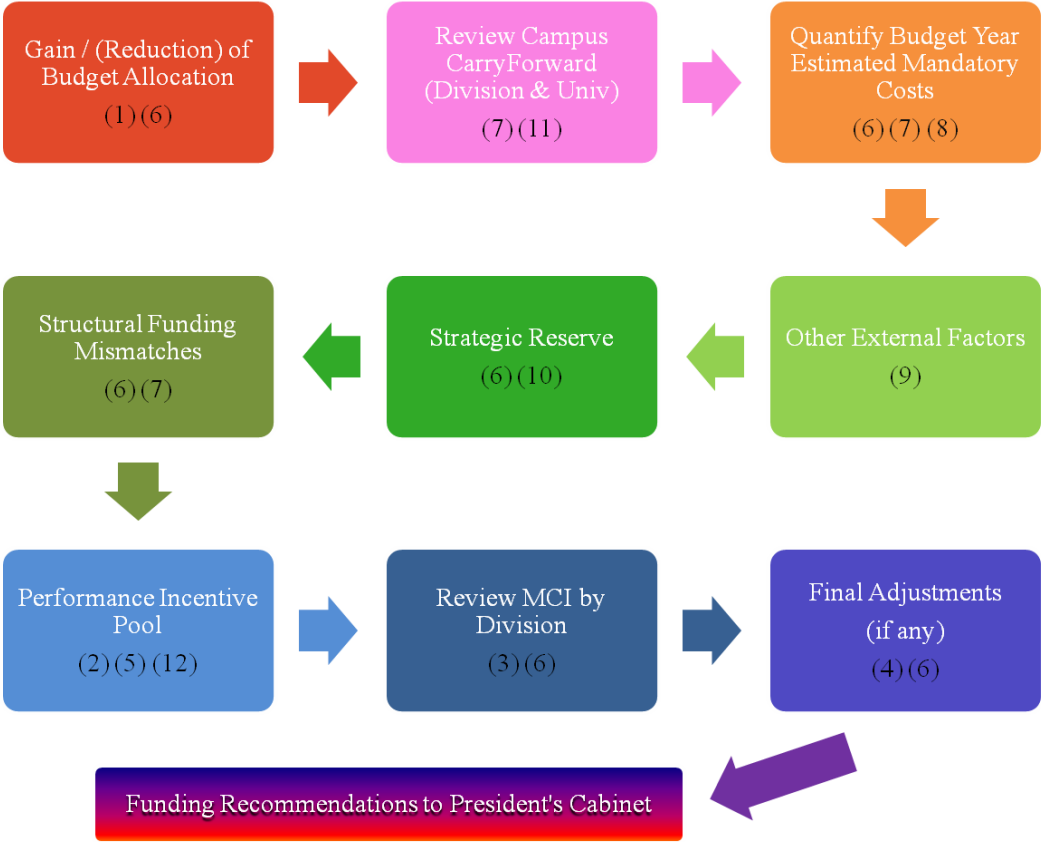 Gain / (Reduction) of
Budget Allocation
(1) (6)
Review Campus
CarryForward
(Division & Univ)
(7) (11)
Quantify Budget Year
Estimated Mandatory
Costs
(6) (7) (8)
Structural Funding
Mismatches
(6) (7)
Strategic Reserve
(6) (10)
Other External Factors
(9)
Performance Incentive
Pool
(2) (5) (12)
Review MCI by
Division
(3) (6)
Final Adjustments
(if any)
(4) (6)
Funding Recommendations to President's Cabinet